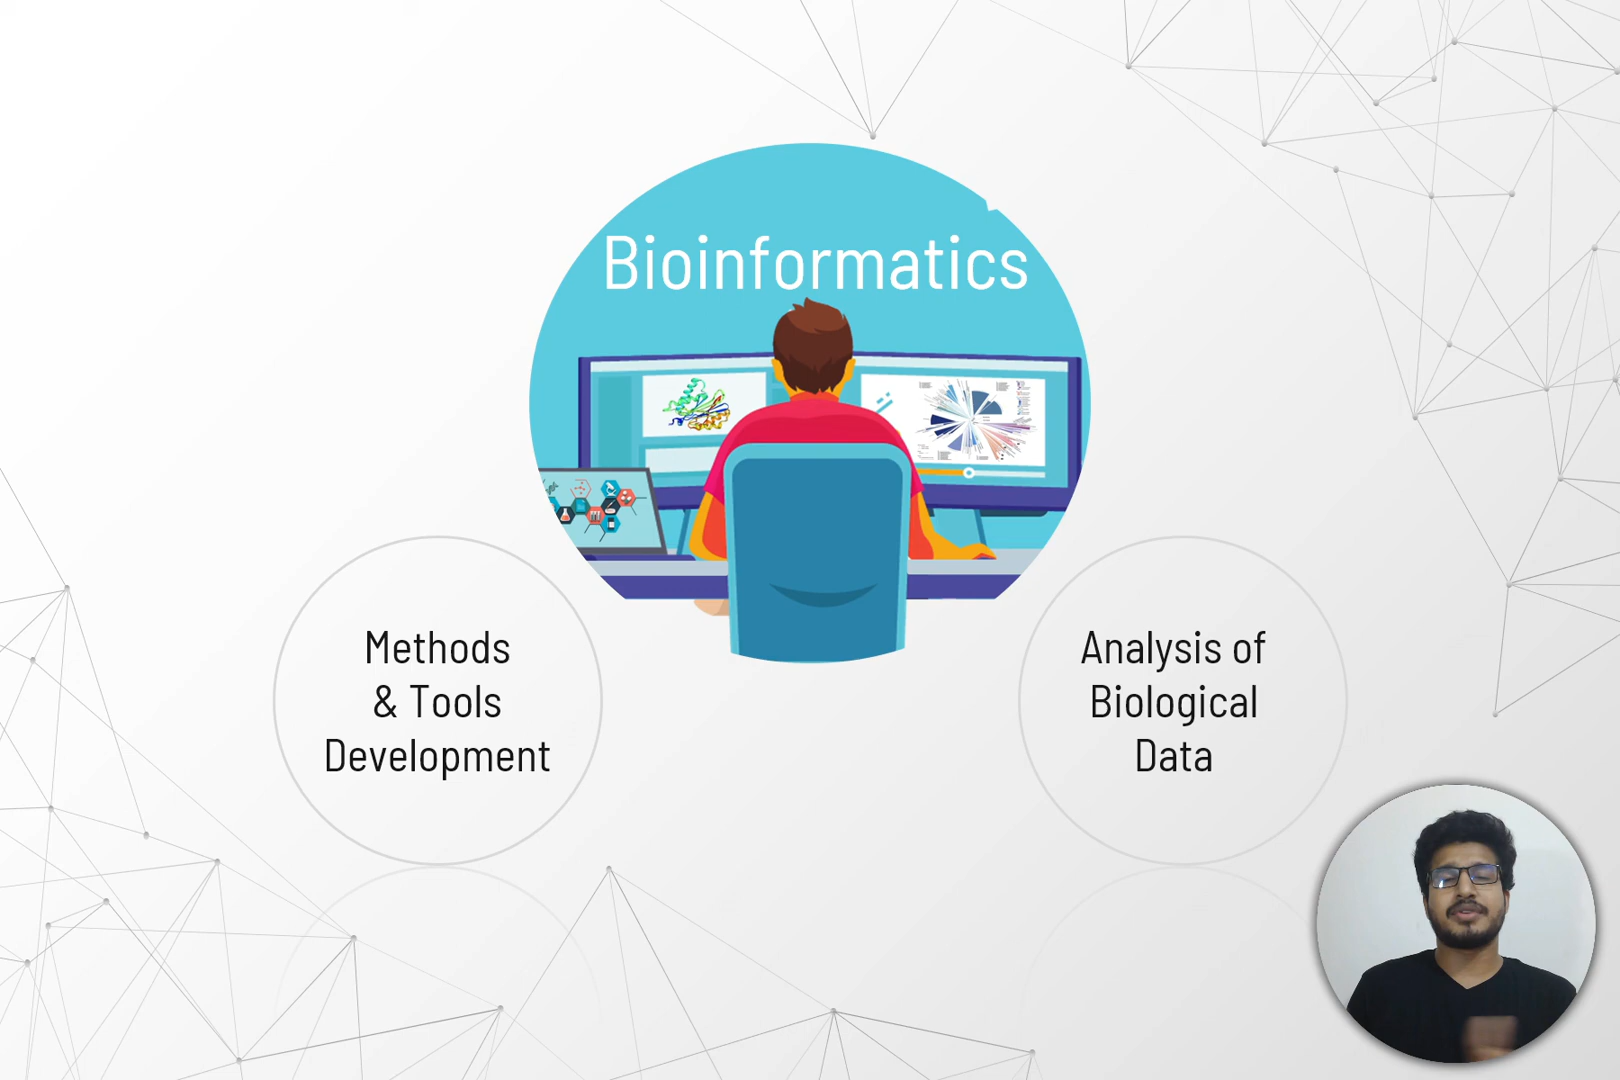 Bioinformatics
Methods
& Tools
Development
Analysis of
Biological
Data